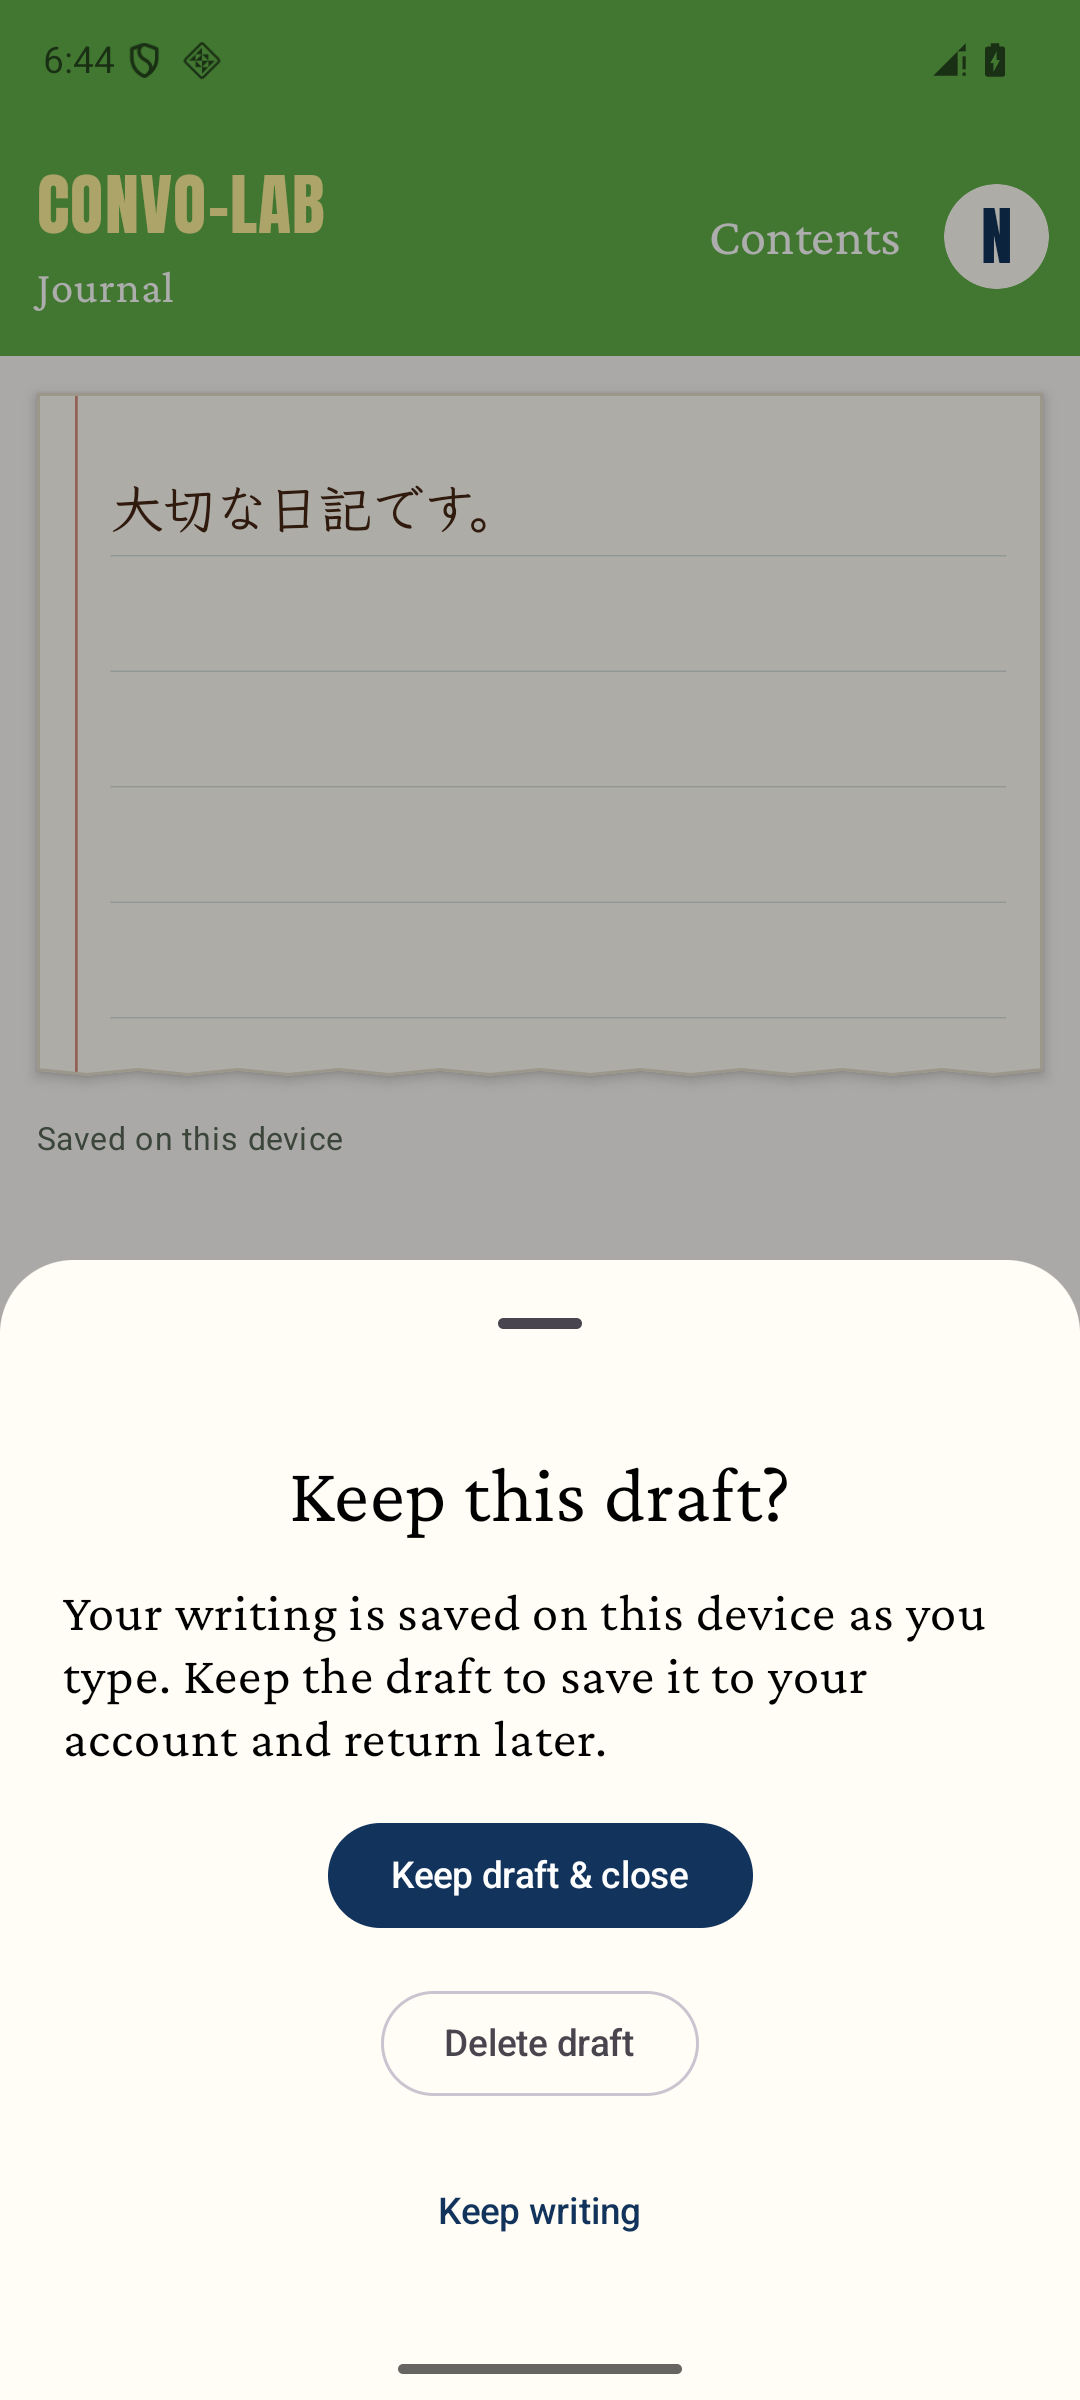 6:44
CONVO-LAB
Journal
Contents
N
大切な日記です。
Saved on this device
Keep this draft?
Your writing is saved on this device as you
type. Keep the draft to save it to your
account and return later.
Keep draft & close
Delete draft
Keep writing